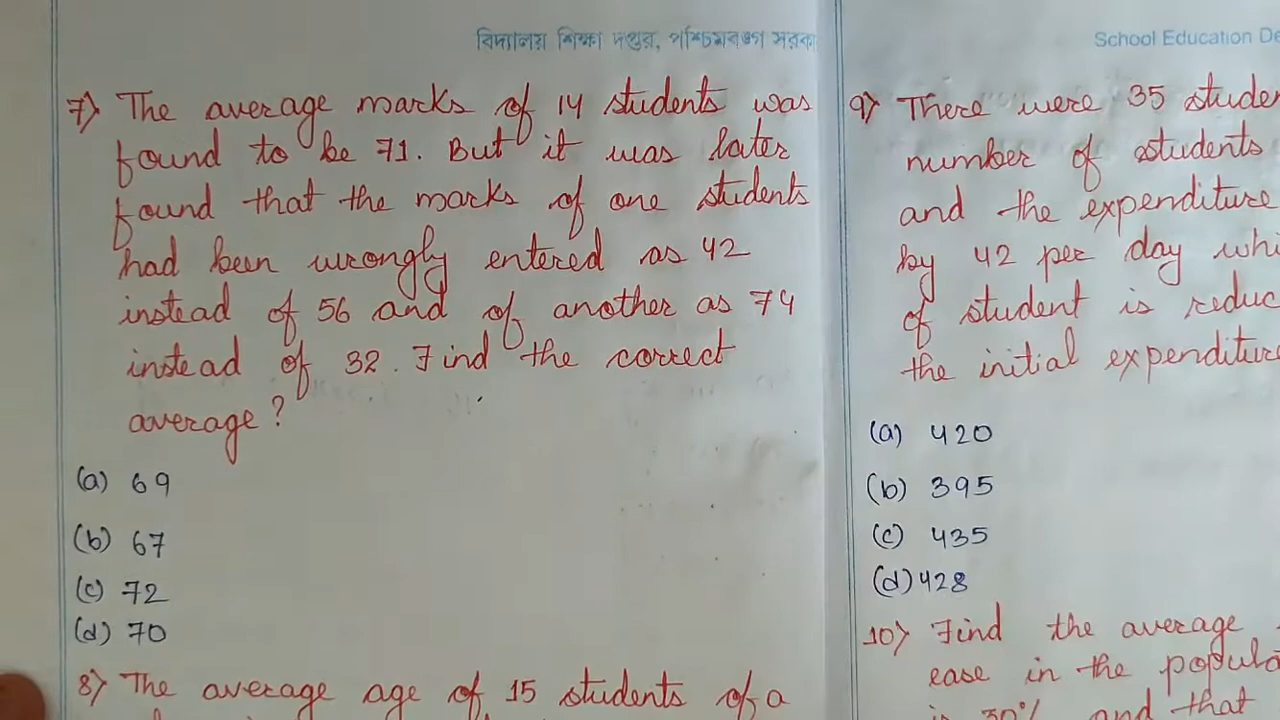 বিদ্যালয় শিক্ষা দপ্তর, পশ্চিমবঙ্গ সরকা
7) The average marks of 14 students was
found to be 71. But it was later
found that the marks of one students
had been wrongly entered as 42
instead of 56 and of another as 74
instead of 32. Find the correct
average?
(a) 69
(b) 67
(c) 72
(d) 70
8) The average age of 15 students of a
School Education De
9) There were 35 studen
number of students
and the expenditure
by 42 per day whi
of student is reduc
the initial expenditure
(a) 420
(b) 395
(c) 435
(d) 428
10) Find the average
ease in the popula
is 30% and that